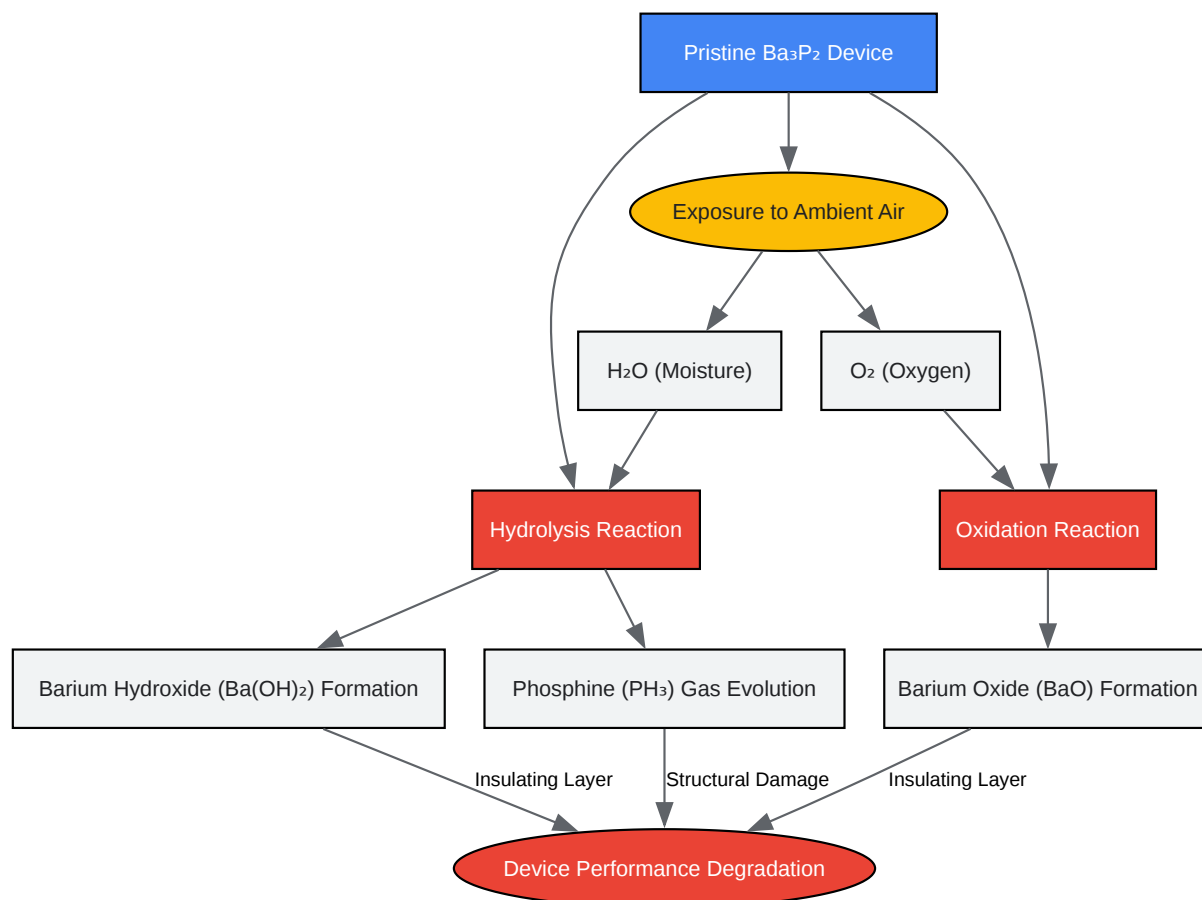 Pristine Ba₃P₂ Device
Exposure to Ambient Air
H₂O (Moisture)
O₂ (Oxygen)
Hydrolysis Reaction
Oxidation Reaction
Barium Hydroxide (Ba(OH)₂) Formation
Phosphine (PH₃) Gas Evolution
Barium Oxide (BaO) Formation
Insulating Layer
Structural Damage
Insulating Layer
Device Performance Degradation